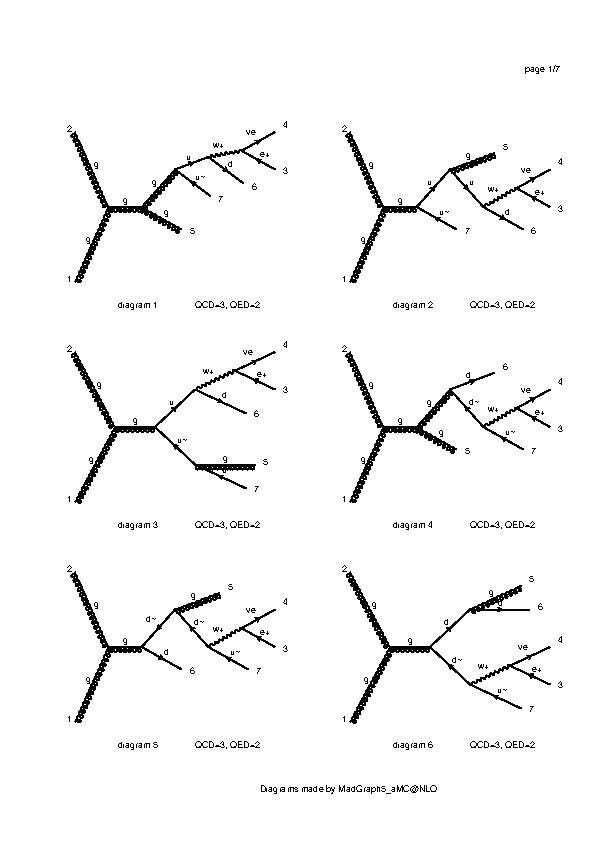 page 1/7
2 g g 1 g g g u u~ 7 w+ d 6 ve 4 e+ 3 5
diagram 1 QCD=3, QED=2
2 g g 1 g u u~ 7 g 5 u w+ d 6 ve 4 e+ 3
diagram 2 QCD=3, QED=2
2 g g 1 g u w+ ve 4 e+ 3 d 6 u~ g 5 7
diagram 3 QCD=3, QED=2
2 g g 1 g g g 5 d 6 d~ w+ ve 4 e+ 3 u~ 7
diagram 4 QCD=3, QED=2
2 g g 1 g d~ d 6 g 5 d~ w+ ve 4 e+ 3 u~ 7
diagram 5 QCD=3, QED=2
2 g g 1 g d g 5 d 6 d~ w+ ve 4 e+ 3 u~ 7
diagram 6 QCD=3, QED=2
Diagrams made by MadGraph5_aMC@NLO